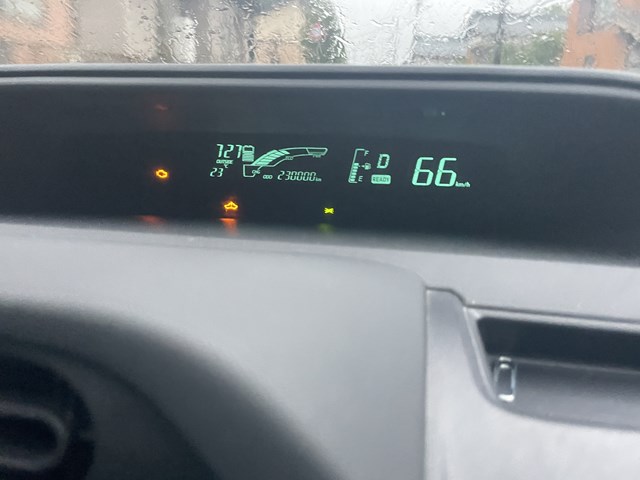 727
OUTSIDE
23°C
ODO 230000km
F
E
D
READY
66 km/h